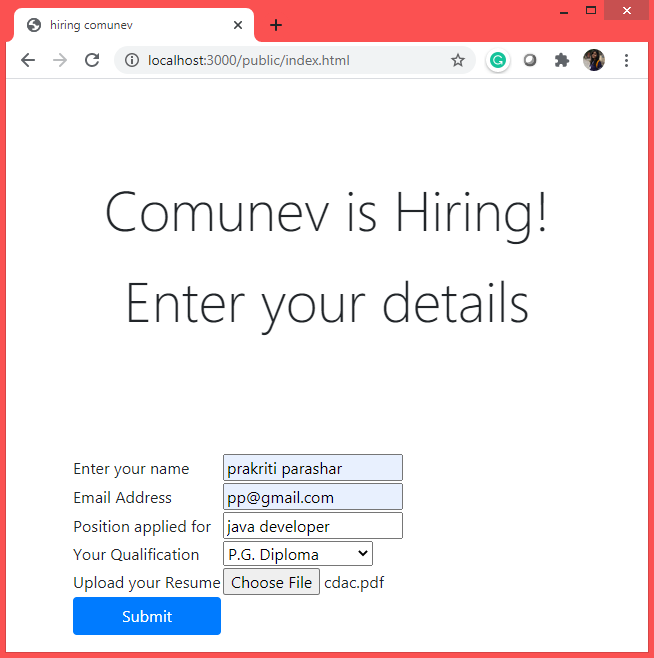 hiring comunev
localhost:3000/public/index.html
Comunev is Hiring!
Enter your details
Enter your name prakriti parashar
Email Address pp@gmail.com
Position applied for java developer
Your Qualification P.G. Diploma
Upload your Resume Choose File cdac.pdf
Submit